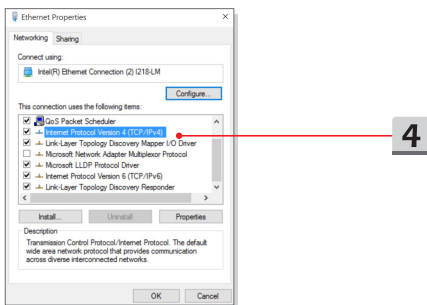 Ethernet Properties
Networking Sharing
Connect using:
Intel(R) Ethernet Connection (2) I218-LM
Configure...
This connection uses the following items:
QoS Packet Scheduler
Internet Protocol Version 4 (TCP/IPv4)
Link-Layer Topology Discovery Mapper I/O Driver
Microsoft Network Adapter Multiplexor Protocol
Microsoft LLDP Protocol Driver
Internet Protocol Version 6 (TCP/IPv6)
Link-Layer Topology Discovery Responder
Install... Uninstall Properties
Description
Transmission Control Protocol/Internet Protocol. The default
wide area network protocol that provides communication
across diverse interconnected networks.
OK Cancel
4